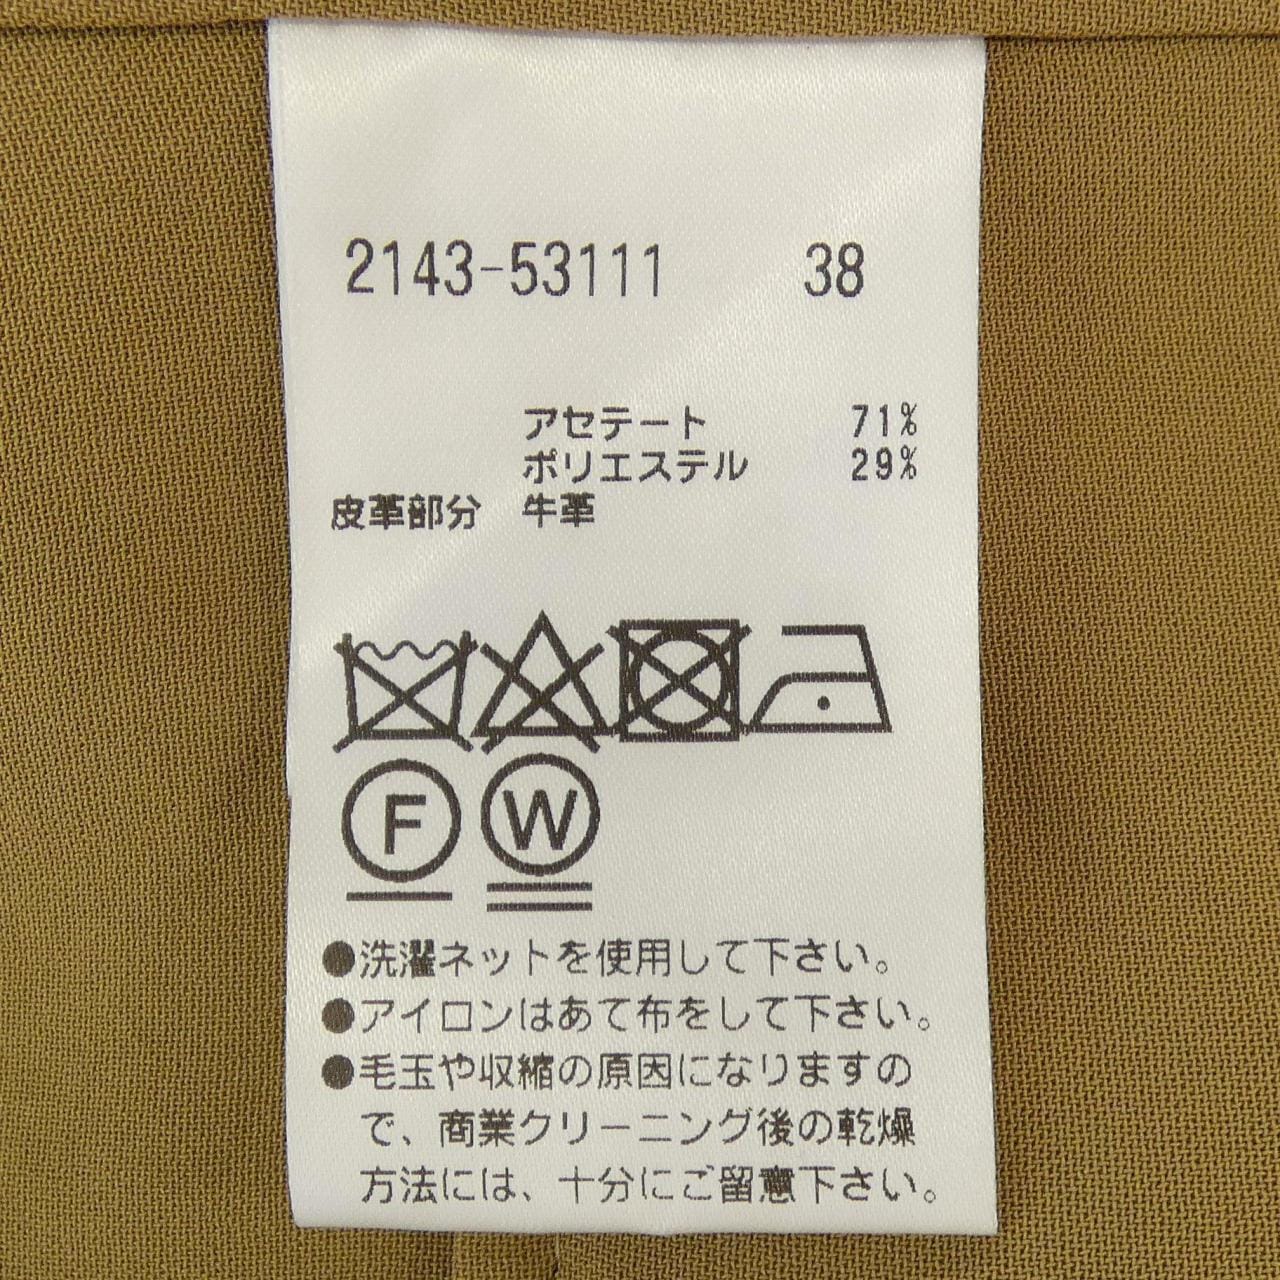 2143-53111 38
アセテート 71%
ポリエステル 29%
皮革部分 牛革
F W
●洗濯ネットを使用して下さい。
●アイロンはあて布をして下さい。
●毛玉や収縮の原因になりますの
で、商業クリーニング後の乾燥
方法には、十分にご留意下さい。